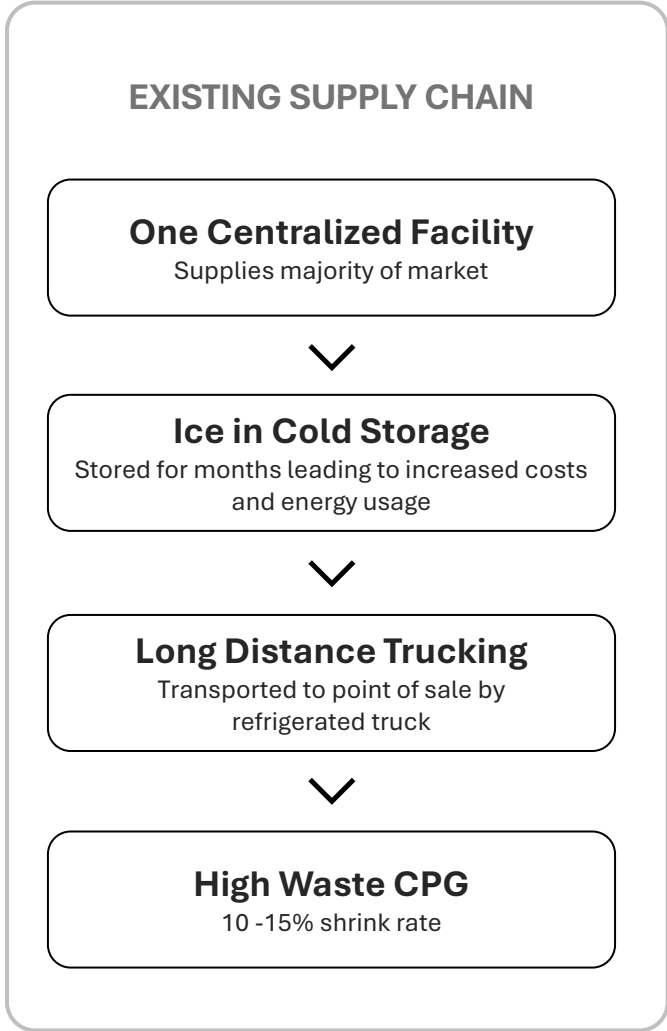 EXISTING SUPPLY CHAIN
One Centralized Facility
Supplies majority of market
Ice in Cold Storage
Stored for months leading to increased costs
and energy usage
Long Distance Trucking
Transported to point of sale by
refrigerated truck
High Waste CPG
10 -15% shrink rate